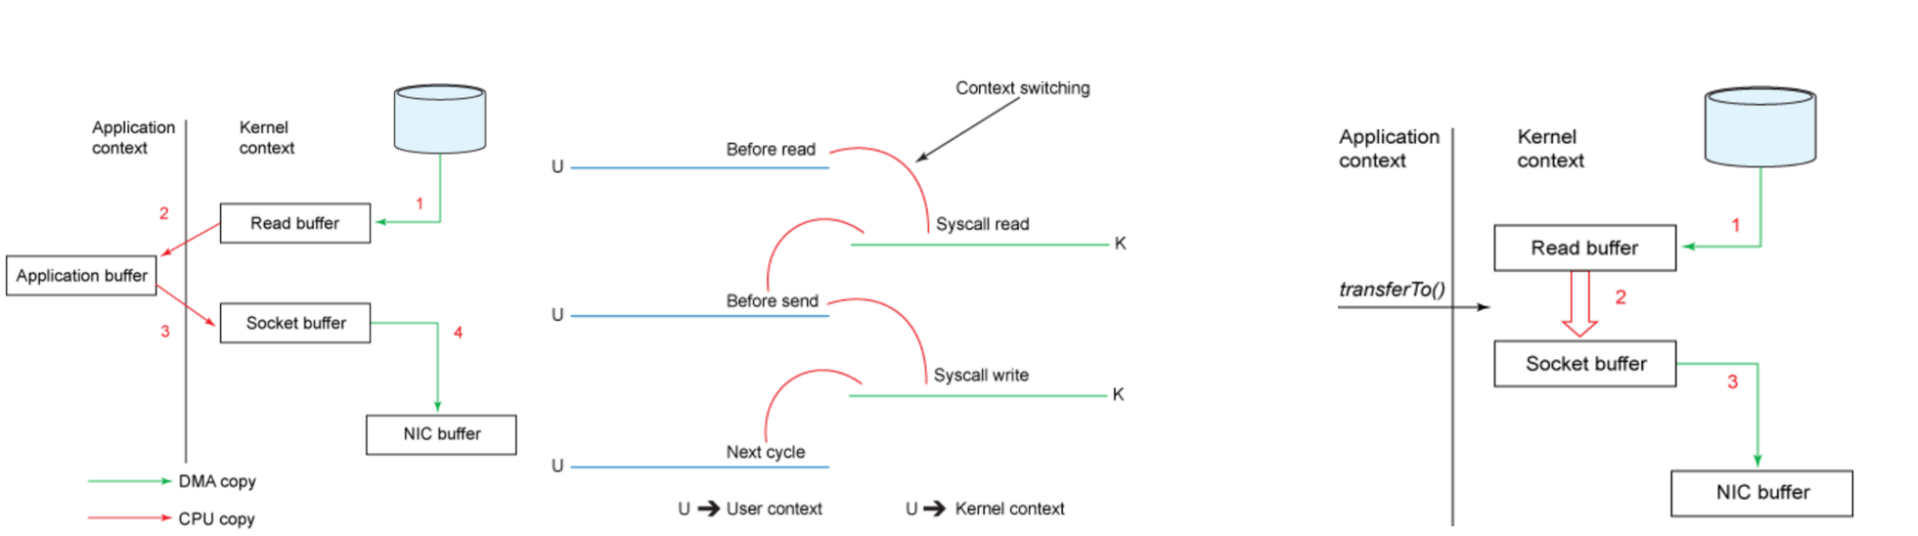 Application
context
Kernel
context
1
2
Read buffer
Application buffer
3
Socket buffer
4
NIC buffer
DMA copy
CPU copy
Context switching
Before read
U
Syscall read
K
Before send
U
Syscall write
K
Next cycle
U
U ➔ User context
U ➔ Kernel context
Application
context
Kernel
context
1
Read buffer
transferTo()
2
Socket buffer
3
NIC buffer